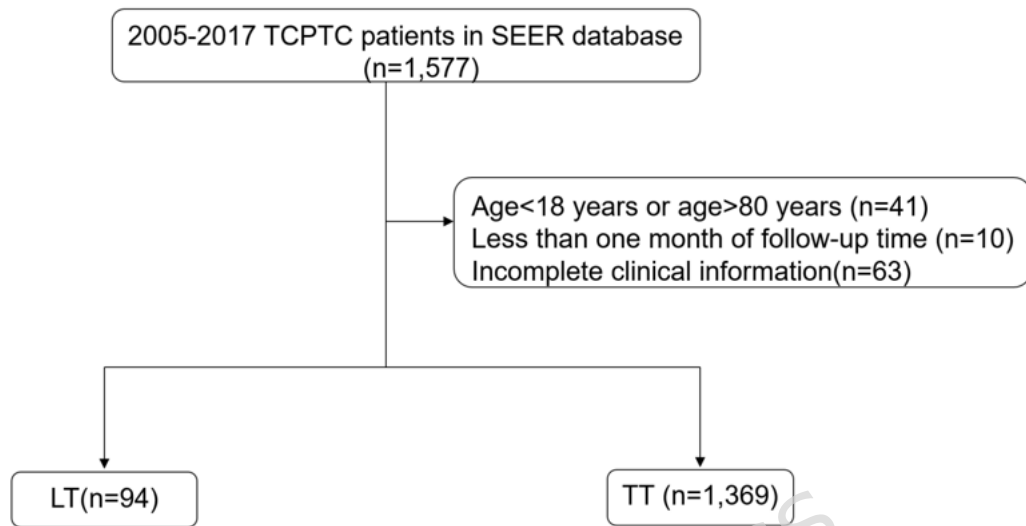 2005-2017 TCPTC patients in SEER database
(n=1,577)
Age<18 years or age>80 years (n=41)
Less than one month of follow-up time (n=10)
Incomplete clinical information(n=63)
LT(n=94)
TT (n=1,369)